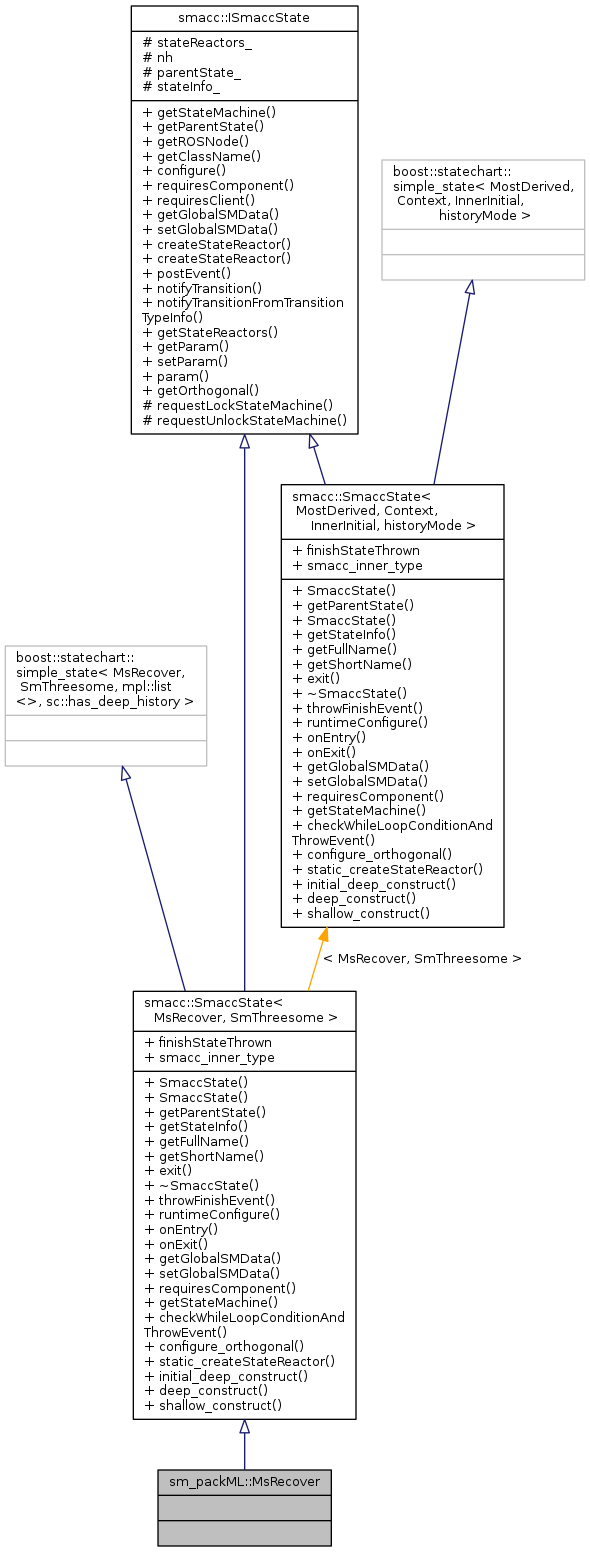 smacc::ISmaccState
# stateReactors_
# nh
# parentState_
# stateInfo_
+ getStateMachine()
+ getParentState()
+ getROSNode()
+ getClassName()
+ configure()
+ requiresComponent()
+ requiresClient()
+ getGlobalSMData()
+ setGlobalSMData()
+ createStateReactor()
+ createStateReactor()
+ postEvent()
+ notifyTransition()
+ notifyTransitionFromTransition
TypeInfo()
+ getStateReactors()
+ getParam()
+ setParam()
+ param()
+ getOrthogonal()
# requestLockStateMachine()
# requestUnlockStateMachine()
boost::statechart::
simple_state< MostDerived,
Context, InnerInitial,
historyMode >
smacc::SmaccState<
MostDerived, Context,
InnerInitial, historyMode >
+ finishStateThrown
+ smacc_inner_type
+ SmaccState()
+ getParentState()
+ SmaccState()
+ getStateInfo()
+ getFullName()
+ getShortName()
+ exit()
+ ~SmaccState()
+ throwFinishEvent()
+ runtimeConfigure()
+ onEntry()
+ onExit()
+ getGlobalSMData()
+ setGlobalSMData()
+ requiresComponent()
+ getStateMachine()
+ checkWhileLoopConditionAnd
ThrowEvent()
+ configure_orthogonal()
+ static_createStateReactor()
+ initial_deep_construct()
+ deep_construct()
+ shallow_construct()
boost::statechart::
simple_state< MsRecover,
SmThreesome, mpl::list
<>, sc::has_deep_history >
< MsRecover, SmThreesome >
smacc::SmaccState<
MsRecover, SmThreesome >
+ finishStateThrown
+ smacc_inner_type
+ SmaccState()
+ SmaccState()
+ getParentState()
+ getStateInfo()
+ getFullName()
+ getShortName()
+ exit()
+ ~SmaccState()
+ throwFinishEvent()
+ runtimeConfigure()
+ onEntry()
+ onExit()
+ getGlobalSMData()
+ setGlobalSMData()
+ requiresComponent()
+ getStateMachine()
+ checkWhileLoopConditionAnd
ThrowEvent()
+ configure_orthogonal()
+ static_createStateReactor()
+ initial_deep_construct()
+ deep_construct()
+ shallow_construct()
sm_packML::MsRecover